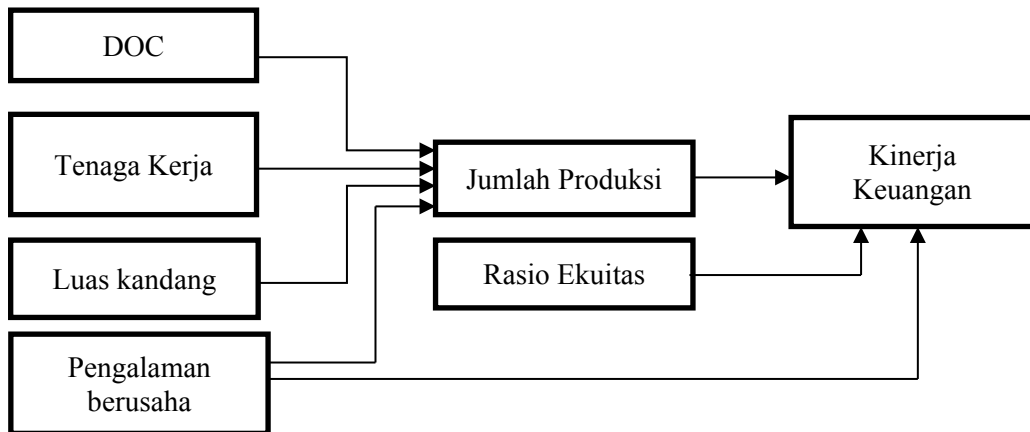 DOC
Tenaga Kerja
Luas kandang
Pengalaman
berusaha
Jumlah Produksi
Rasio Ekuitas
Kinerja
Keuangan